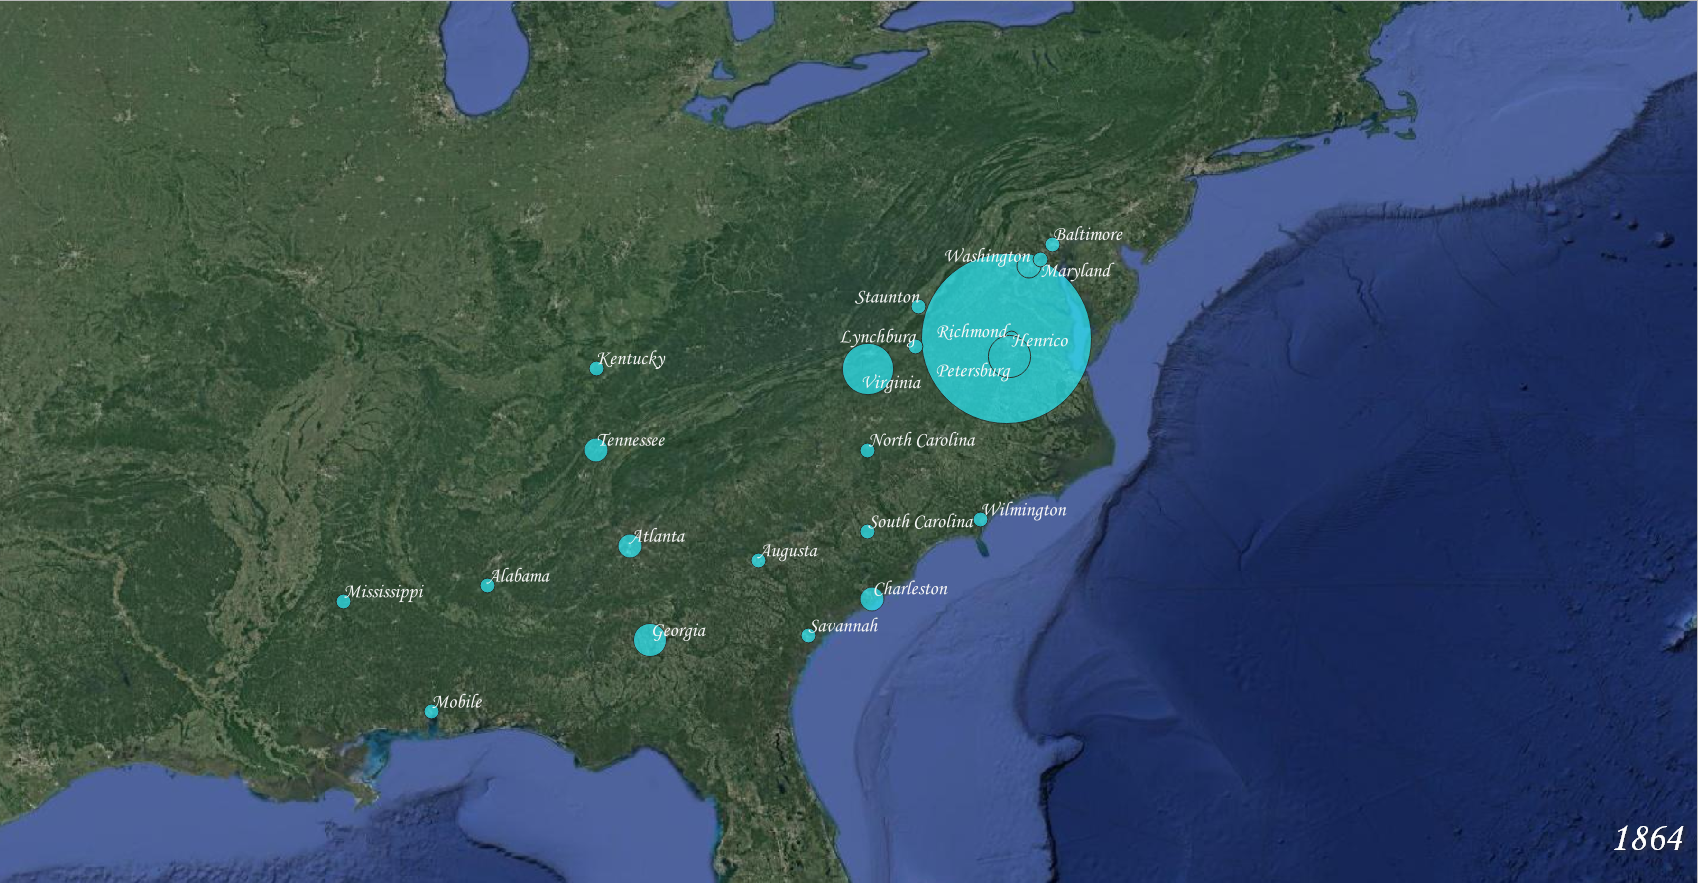 Baltimore
Washington
Maryland
Staunton
Richmond
Lynchburg
Henrico
Kentucky
Petersburg
Virginia
Tennessee
North Carolina
Wilmington
South Carolina
Atlanta
Augusta
Alabama
Charleston
Mississippi
Savannah
Georgia
Mobile
1864